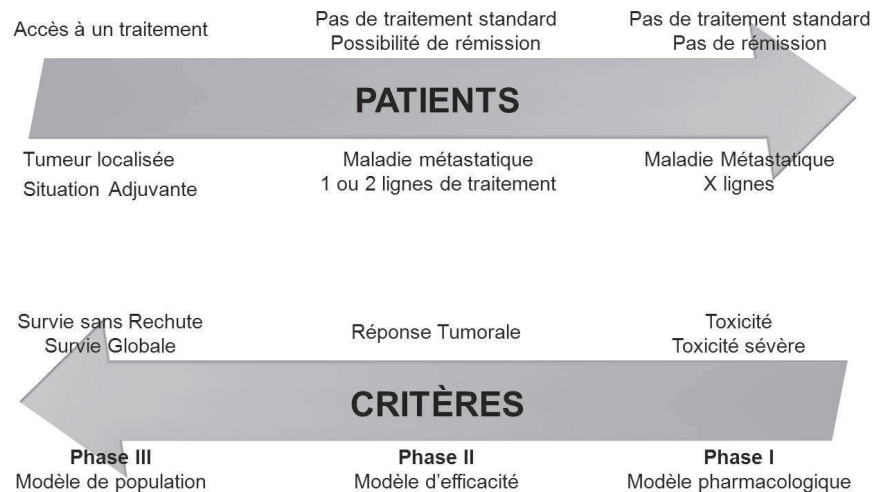 Accès à un traitement
Pas de traitement standard
Possibilité de rémission
Pas de traitement standard
Pas de rémission
PATIENTS
Tumeur localisée
Situation Adjuvante
Maladie métastatique
1 ou 2 lignes de traitement
Maladie Métastatique
X lignes
Survie sans Rechute
Survie Globale
Réponse Tumorale
Toxicité
Toxicité sévère
CRITÈRES
Phase III
Modèle de population
Phase II
Modèle d'efficacité
Phase I
Modèle pharmacologique